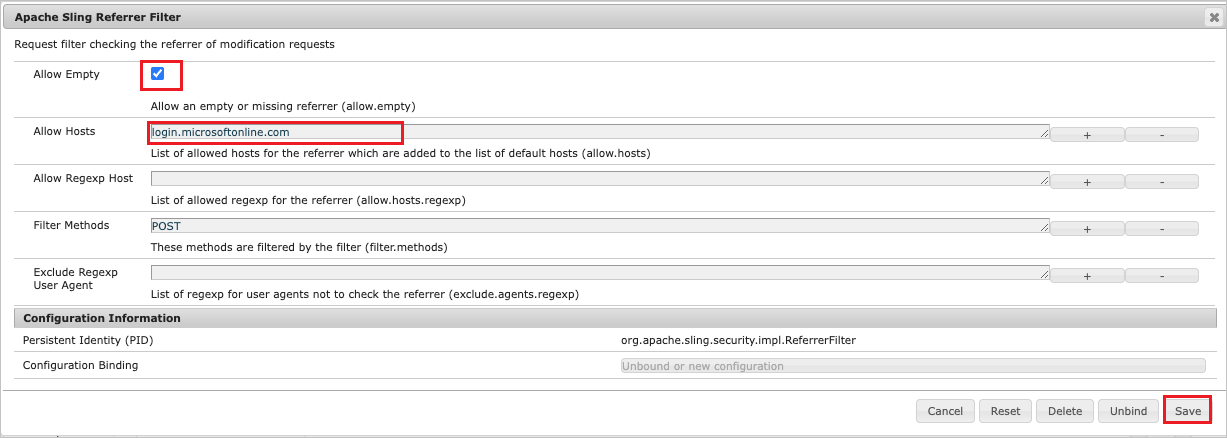 Apache Sling Referrer Filter
Request filter checking the referrer of modification requests
Allow Empty
Allow an empty or missing referrer (allow.empty)
Allow Hosts
login.microsoftonline.com
+
-
List of allowed hosts for the referrer which are added to the list of default hosts (allow.hosts)
Allow Regexp Host
+
-
List of allowed regexp for the referrer (allow.hosts.regexp)
Filter Methods
POST
+
-
These methods are filtered by the filter (filter.methods)
Exclude Regexp
User Agent
+
-
List of regexp for user agents not to check the referrer (exclude.agents.regexp)
Configuration Information
Persistent Identity (PID)
org.apache.sling.security.impl.ReferrerFilter
Configuration Binding
Unbound or new configuration
Cancel
Reset
Delete
Unbind
Save